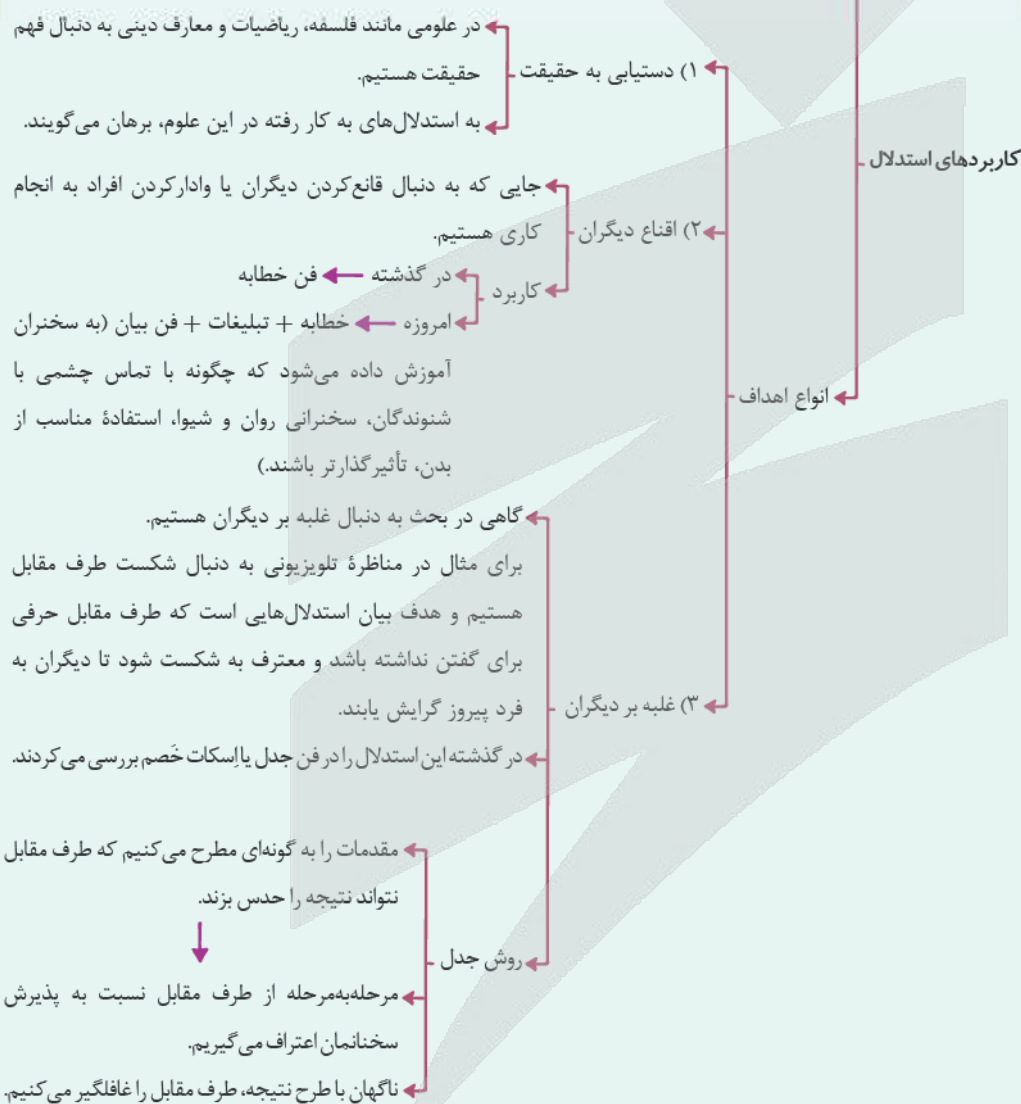 کاربردهای استدلال
انواع اهداف
۱) دستیابی به حقیقت
در علومی مانند فلسفه، ریاضیات و معارف دینی به دنبال فهم
حقیقت هستیم.
به استدلال‌های به کار رفته در این علوم، برهان می‌گویند.
۲) اقناع دیگران
جایی که به دنبال قانع‌کردن دیگران یا وادارکردن افراد به انجام
کاری هستیم.
کاربرد
در گذشته ← فن خطابه
امروزه ← خطابه + تبلیغات + فن بیان (به سخنران
آموزش داده می‌شود که چگونه با تماس چشمی با
شنوندگان، سخنرانی روان و شیوا، استفادهٔ مناسب از
بدن، تأثیرگذارتر باشند.)
۳) غلبه بر دیگران
گاهی در بحث به دنبال غلبه بر دیگران هستیم.
برای مثال در مناظرهٔ تلویزیونی به دنبال شکست طرف مقابل
هستیم و هدف بیان استدلال‌هایی است که طرف مقابل حرفی
برای گفتن نداشته باشد و معترف به شکست شود تا دیگران به
فرد پیروز گرایش یابند.
در گذشته این استدلال را در فن جدل یا اِسکات خَصم بررسی می‌کردند.
روش جدل
مقدمات را به گونه‌ای مطرح می‌کنیم که طرف مقابل
نتواند نتیجه را حدس بزند.
مرحله‌به‌مرحله از طرف مقابل نسبت به پذیرش
سخنانمان اعتراف می‌گیریم.
ناگهان با طرح نتیجه، طرف مقابل را غافلگیر می‌کنیم.